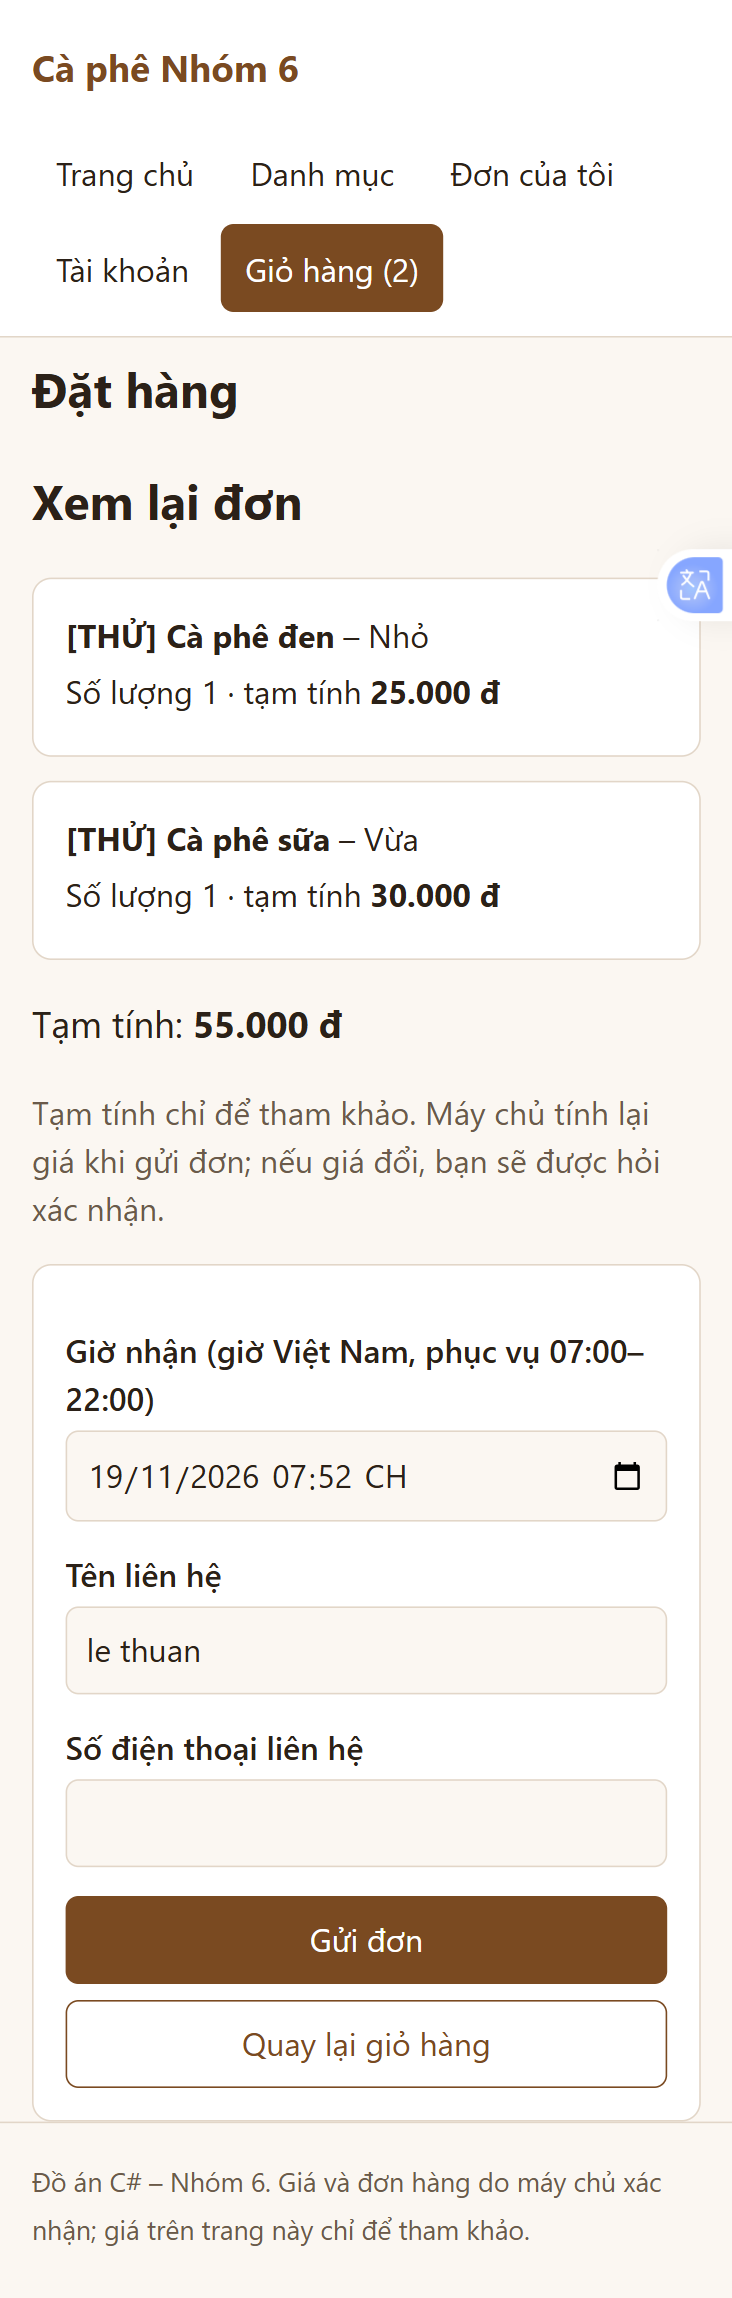 Cà phê Nhóm 6
Trang chủ Danh mục Đơn của tôi
Tài khoản Giỏ hàng (2)
Đặt hàng
Xem lại đơn
[THỬ] Cà phê đen – Nhỏ
Số lượng 1 · tạm tính 25.000 đ
[THỬ] Cà phê sữa – Vừa
Số lượng 1 · tạm tính 30.000 đ
Tạm tính: 55.000 đ
Tạm tính chỉ để tham khảo. Máy chủ tính lại
giá khi gửi đơn; nếu giá đổi, bạn sẽ được hỏi
xác nhận.
Giờ nhận (giờ Việt Nam, phục vụ 07:00–
22:00)
19/11/2026 07:52 CH
Tên liên hệ
le thuan
Số điện thoại liên hệ
Gửi đơn
Quay lại giỏ hàng
Đồ án C# – Nhóm 6. Giá và đơn hàng do máy chủ xác
nhận; giá trên trang này chỉ để tham khảo.